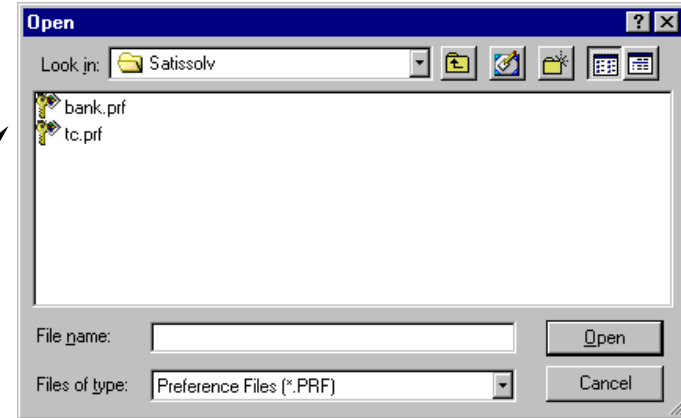 Open
Look in: Satissolv
bank.prf
tc.prf
File name: Open
Files of type: Preference Files (*.PRF) Cancel